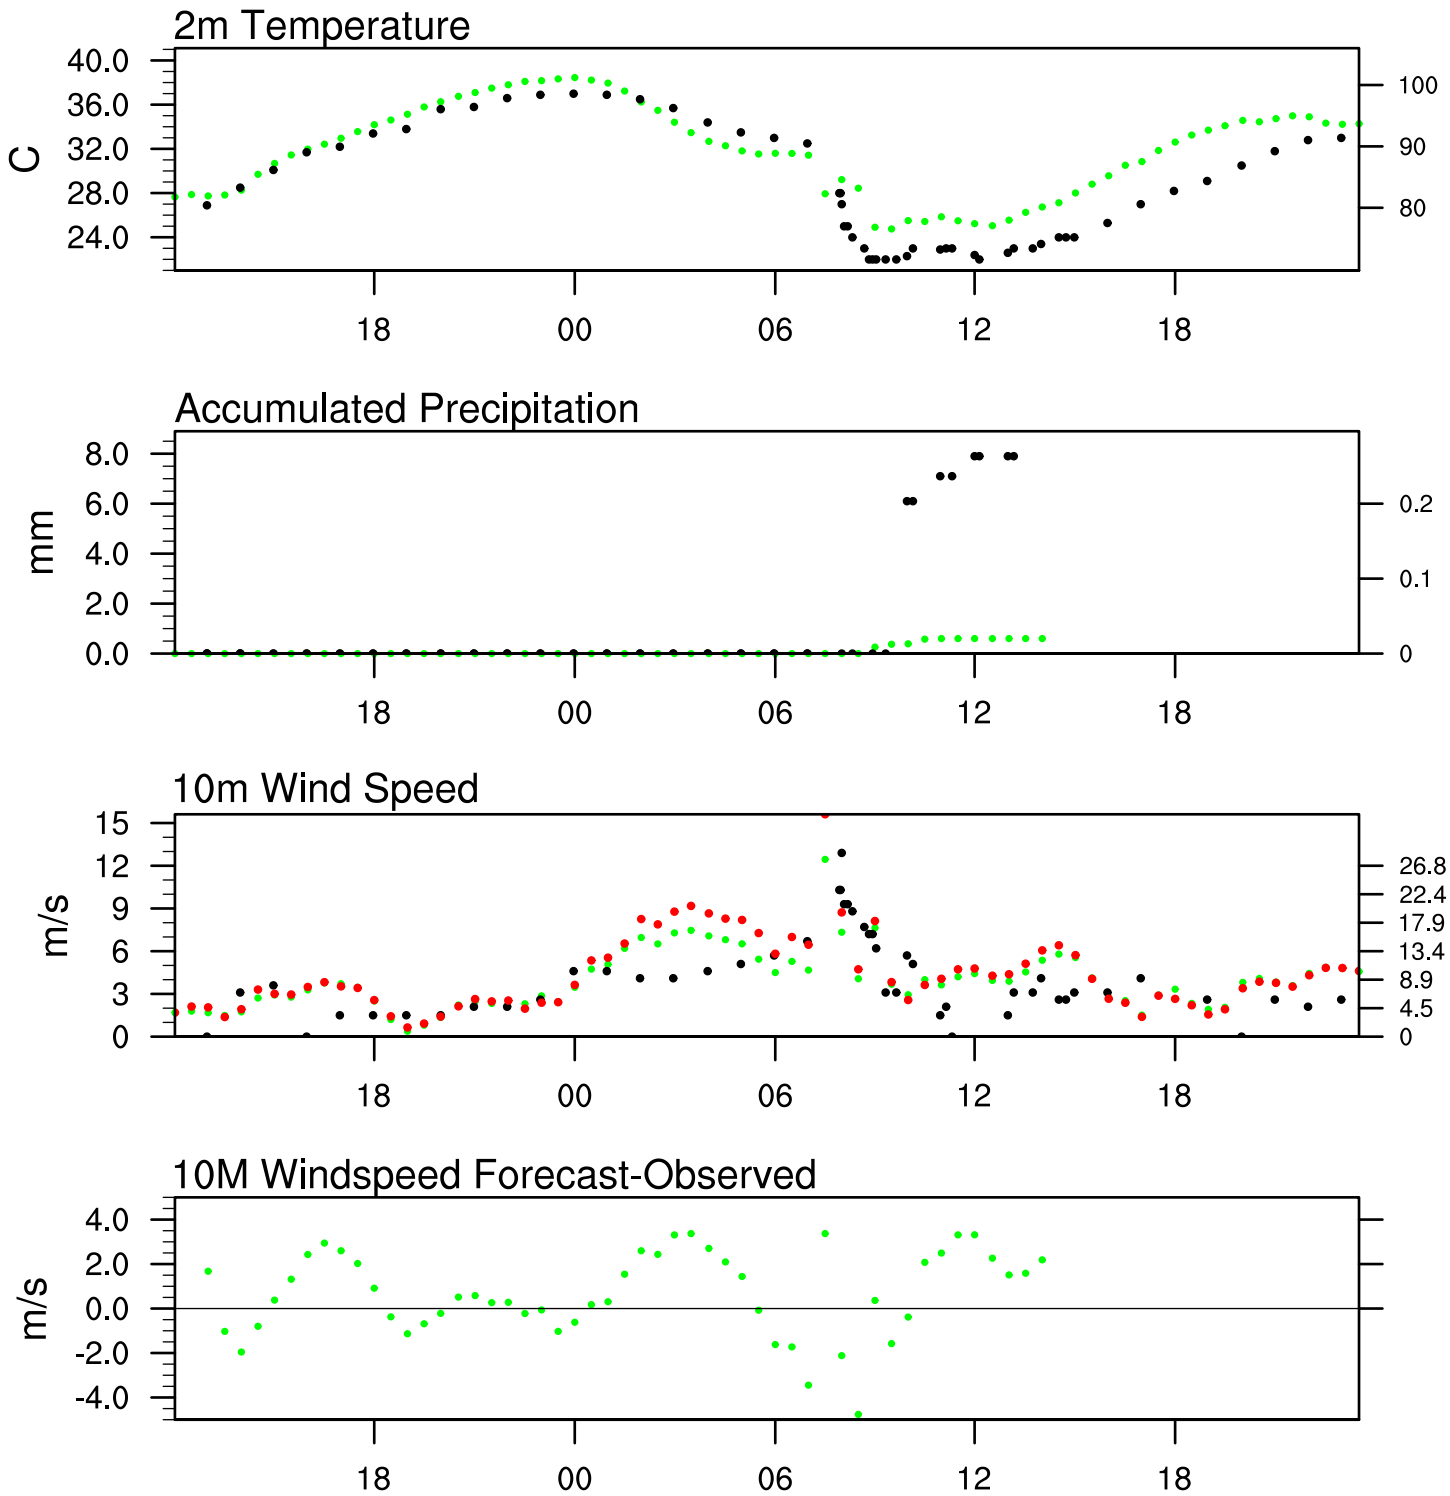 2m Temperature
40.0
36.0
32.0
28.0
24.0
C
100
90
80
18 00 06 12 18
Accumulated Precipitation
8.0
6.0
4.0
2.0
0.0
mm
0.2
0.1
0
18 00 06 12 18
10m Wind Speed
15
12
9
6
3
0
m/s
26.8
22.4
17.9
13.4
8.9
4.5
0
18 00 06 12 18
10M Windspeed Forecast-Observed
4.0
2.0
0.0
-2.0
-4.0
m/s
18 00 06 12 18